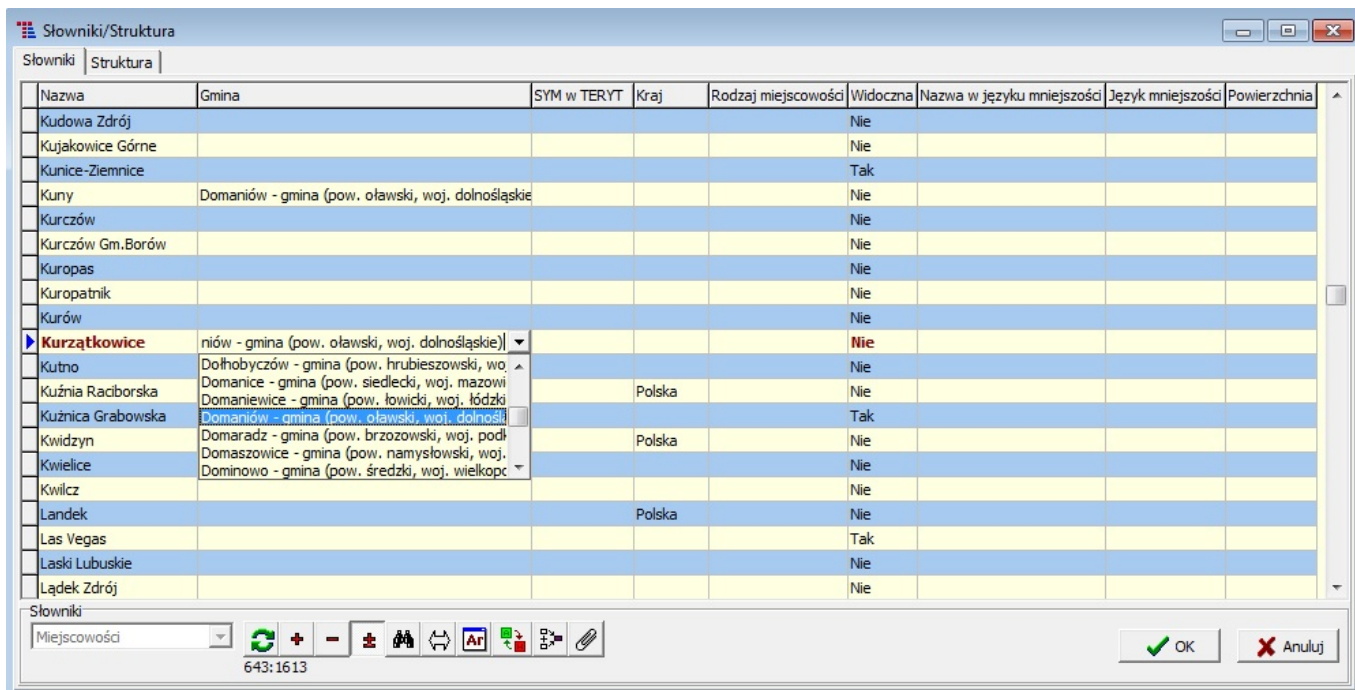 Słowniki/Struktura
Słowniki Struktura
Nazwa Gmina SYM w TERYT Kraj Rodzaj miejscowości Widoczna Nazwa w języku mniejszości Język mniejszości Powierzchnia
Kudowa Zdrój Nie
Kujakowice Górne Nie
Kunice-Ziemnice Tak
Kuny Domaniów - gmina (pow. oławski, woj. dolnośląskie Nie
Kurczów Nie
Kurczów Gm.Borów Nie
Kuropas Nie
Kuropatnik Nie
Kurów Nie
Kurzątkowice niów - gmina (pow. oławski, woj. dolnośląskie) Nie
Kutno Nie
Dołhobyczów - gmina (pow. hrubieszowski, woj
Domanice - gmina (pow. siedlecki, woj. mazowi
Kuźnia Raciborska Polska Nie
Domaniewice - gmina (pow. łowicki, woj. łódzki
Kużnica Grabowska Domaniów - gmina (pow. oławski, woj. dolnoślą Tak
Kwidzyn Domaradz - gmina (pow. brzozowski, woj. podk Polska Nie
Domaszowice - gmina (pow. namysłowski, woj.
Kwielice Nie
Dominowo - gmina (pow. średzki, woj. wielkopo
Kwilcz Nie
Landek Polska Nie
Las Vegas Tak
Laski Lubuskie Nie
Lądek Zdrój Nie
Słowniki
Miejscowości OK Anuluj
643:1613